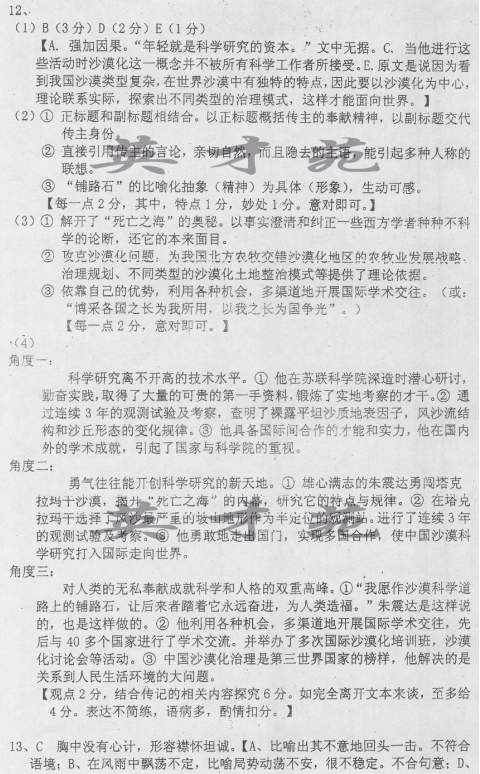 12、
(1) B (3 分) D (2 分) E (1 分)
【A. 强加因果。“年轻就是科学研究的资本。”文中无据。C. 当他进行这
些活动时沙漠化这一概念并不被所有科学工作者所接受。E. 原文是说因为看
到我国沙漠类型复杂, 在世界沙漠中有独特的特点, 因此要以沙漠化为中心,
理论联系实际, 探索出不同类型的治理模式, 这样才能面向世界。】
(2) ① 正标题和副标题相结合。以正标题概括传主的奉献精神, 以副标题交代
传主身份。
② 直接引用传主的言论, 亲切自然, 而且隐去的主语, 能引起多种人称的
联想。
③ “铺路石”的比喻化抽象（精神）为具体（形象）, 生动可感。
【每一点 2 分, 其中, 特点 1 分, 妙处 1 分。意对即可。】
(3) ① 解开了“死亡之海”的奥秘。以事实澄清和纠正一些西方学者种种不科
学的论断, 还它的本来面目。
② 攻克沙漠化问题: 为我国北方农牧交错沙漠化地区的农牧业发展战略、
治理规划、不同类型的沙漠化土地整治模式等提供了理论依据。
③ 依靠自己的优势, 利用各种机会, 多渠道地开展国际学术交往。（或:
“博采各国之长为我所用, 以我之长为国争光”。）
【每一点 2 分, 意对即可。】
(4)
角度一:
科学研究离不开高的技术水平。① 他在苏联科学院深造时潜心研讨,
勤奋实践, 取得了大量的可贵的第一手资料, 锻炼了实地考察的才干。② 通
过连续 3 年的观测试验及考察, 查明了裸露平坦沙质地表因子, 风沙流结
构和沙丘形态的变化规律。③ 他具备国际间合作的才能和实力, 他在国内
外的学术成就, 引起了国家与科学院的重视。
角度二:
勇气往往能开创科学研究的新天地。① 雄心满志的朱震达勇闯塔克
拉玛干沙漠, 揭开“死亡之海”的内幕, 研究它的特点与规律。② 在塔克
拉玛干选择了风沙最严重的坡山地形作为半定位的观测站。进行了连续 3 年
的观测试验及考察。③ 他勇敢地走出国门, 实现多国合作, 使中国沙漠科
学研究打入国际走向世界。
角度三:
对人类的无私奉献成就科学和人格的双重高峰。①“我愿作沙漠科学道
路上的铺路石, 让后来者踏着它永远奋进, 为人类造福。”朱震达是这样说
的, 也是这样做的。② 他利用各种机会, 多渠道地开展国际学术交往, 先
后与 40 多个国家进行了学术交流。并举办了多次国际沙漠化培训班, 沙漠
化讨论会等活动。③ 中国沙漠化治理是第三世界国家的榜样, 他解决的是
关系到人民生活环境的大问题。
【观点 2 分, 结合传记的相关内容探究 6 分。如完全离开文本来谈, 至多给
4 分。表达不简练, 语病多, 酌情扣分。】
13、C 胸中没有心计, 形容襟怀坦诚。【A、比喻出其不意地回头一击。不符合
语境; B、在风雨中飘荡不定, 比喻局势动荡不安, 很不稳定。不合句意; D、
英才苑
英才苑